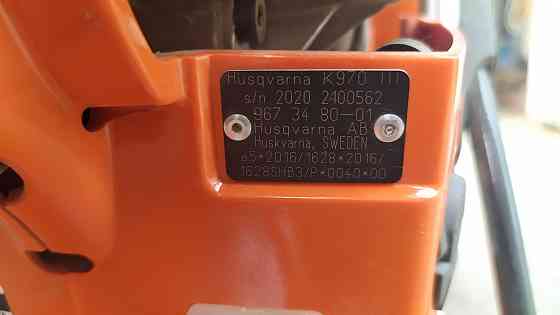 Husqvarna K970 III
s/n 2020 2400562
967 34 80-01
Husqvarna AB
Huskvarna, SWEDEN
e5*2016/1628*2016/
1628SHB3/P*0040*00